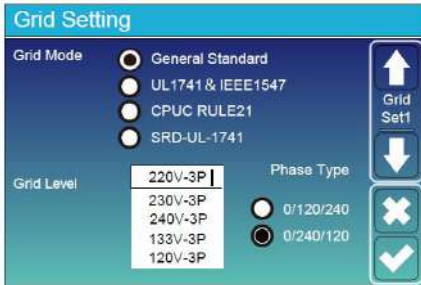 Grid Setting
Grid Mode
General Standard
UL1741 & IEEE1547
CPUC RULE21
SRD-UL-1741
Grid
Set1
Grid Level
220V-3P
230V-3P
240V-3P
133V-3P
120V-3P
Phase Type
0/120/240
0/240/120